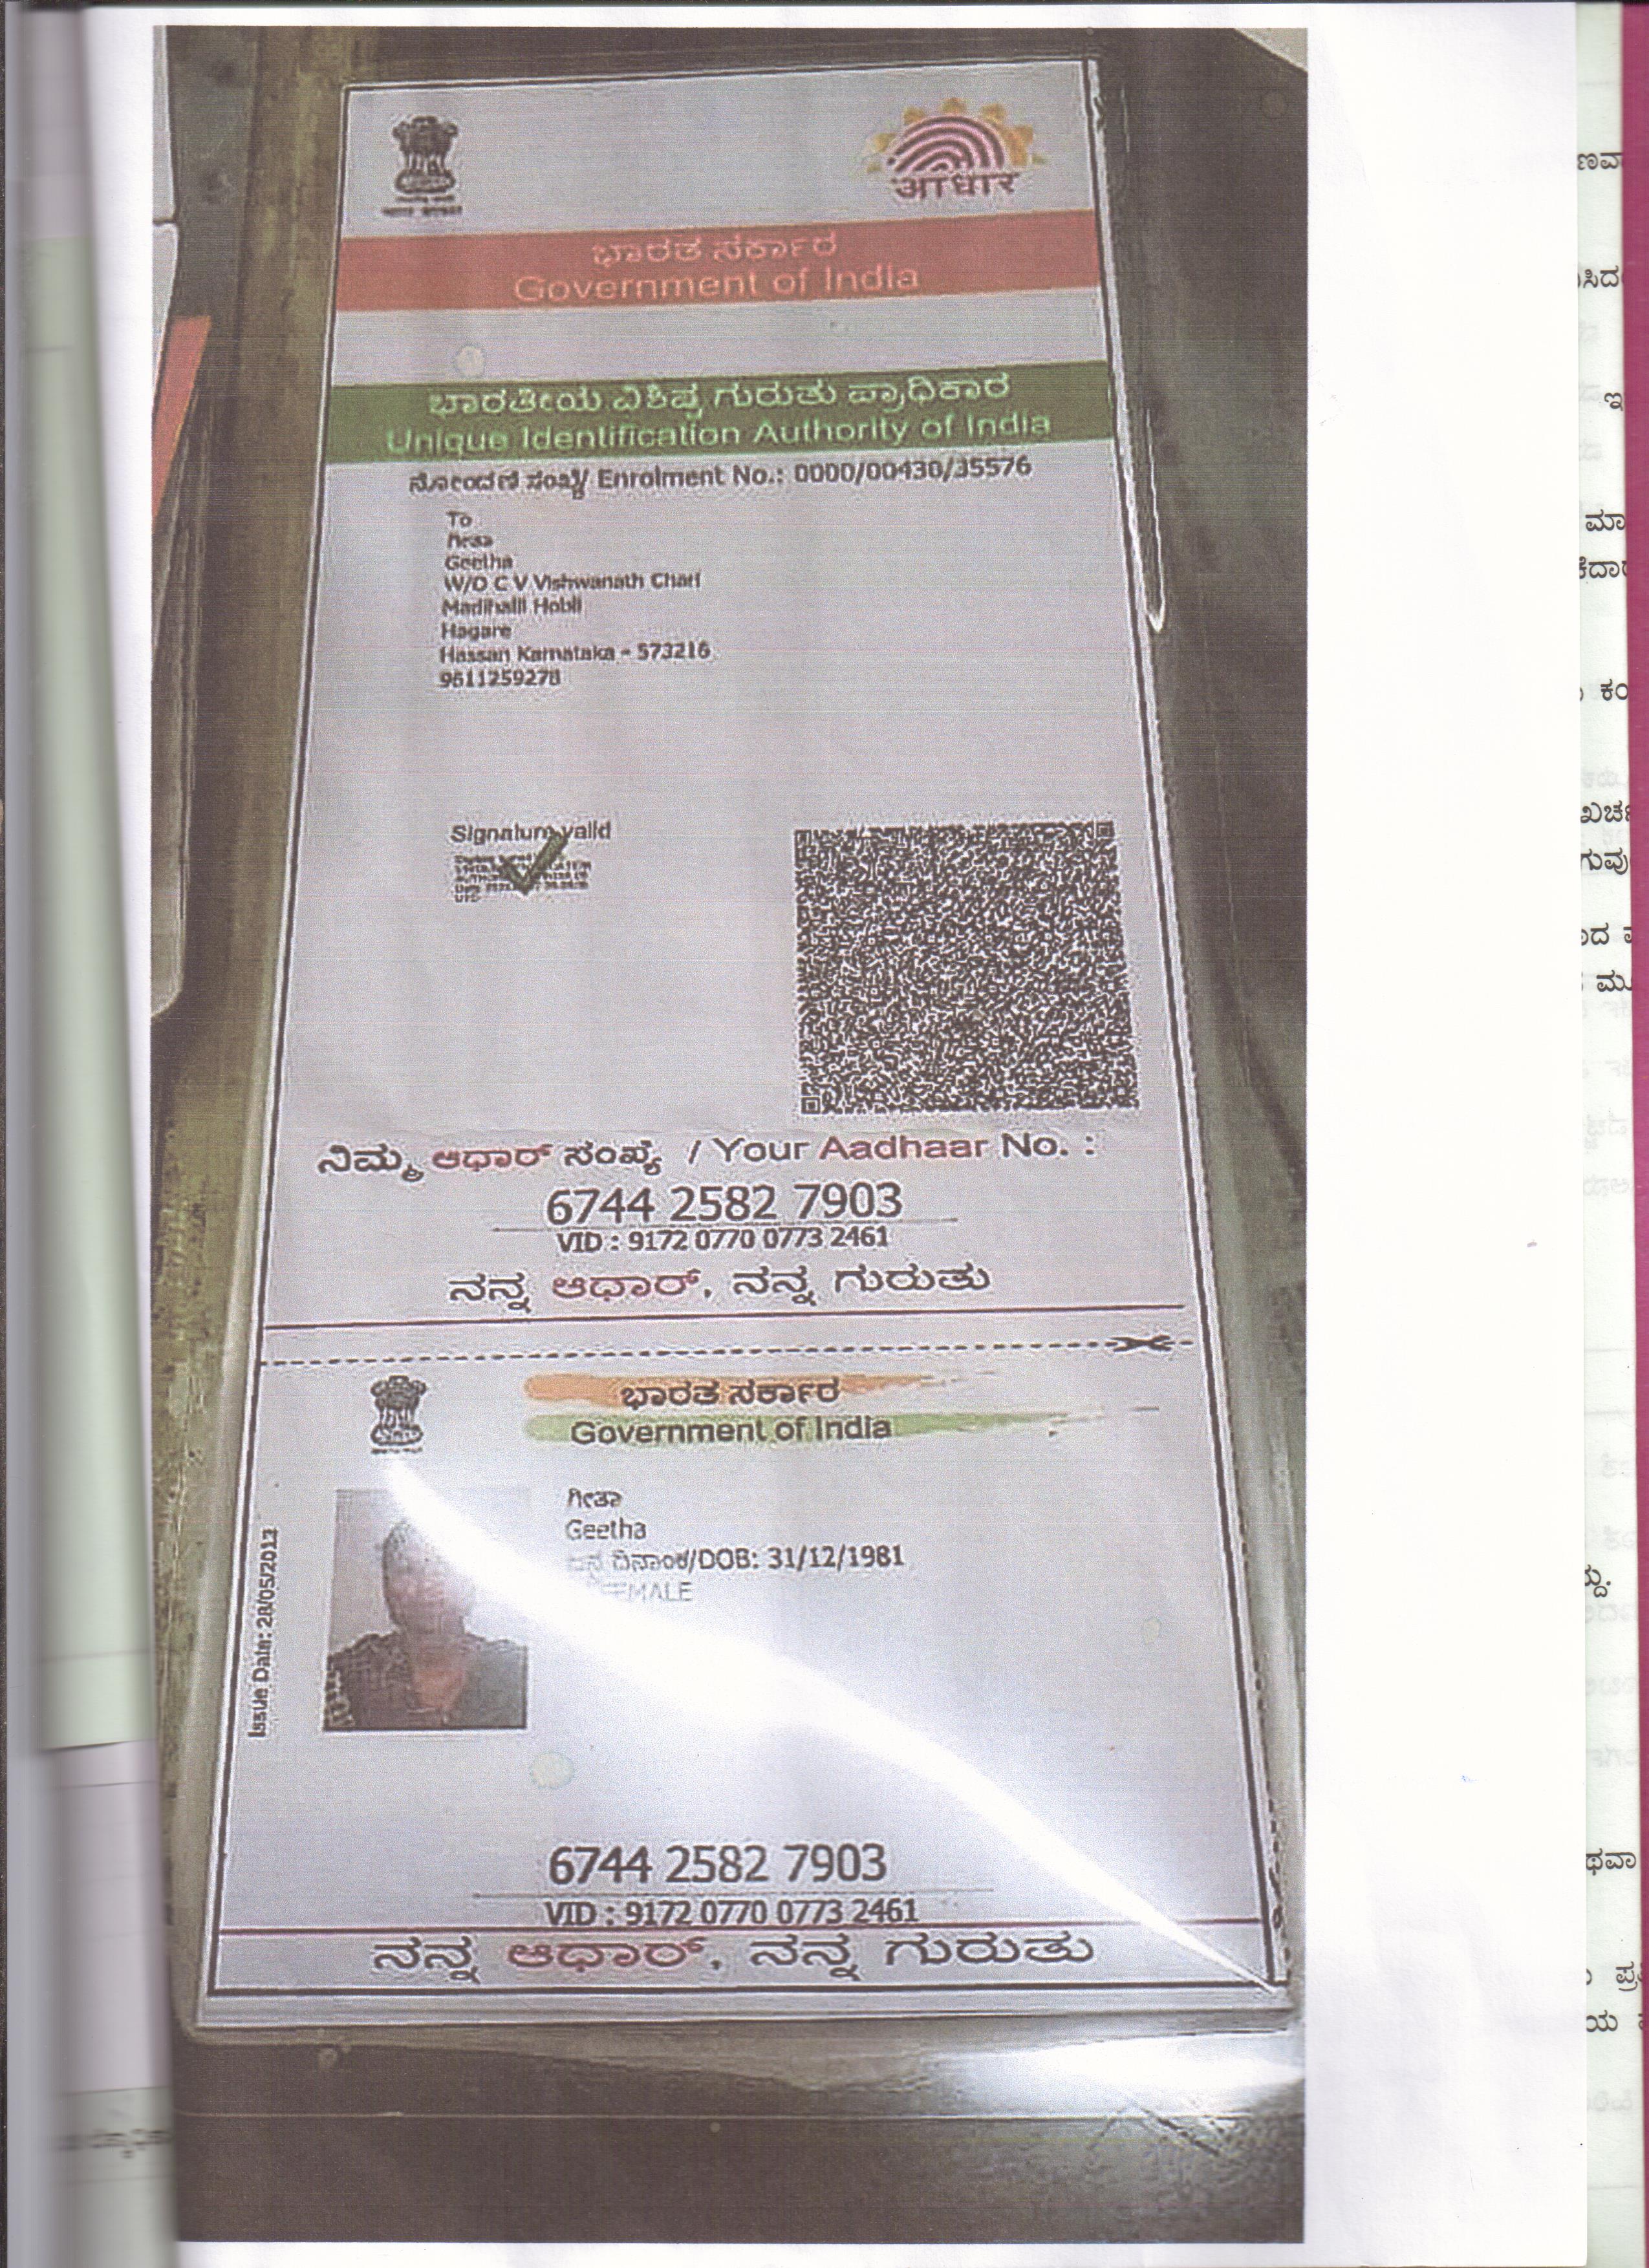 आधार
ಭಾರತ ಸರ್ಕಾರ
Government of India
ಭಾರತೀಯ ವಿಶಿಷ್ಟ ಗುರುತು ಪ್ರಾಧಿಕಾರ
Unique Identification Authority of India
ನೋಂದಣಿ ಸಂಖ್ಯೆ/ Enrolment No.: 0000/00430/35576
To
ಗೀತಾ
Geetha
W/O C V Vishwanath Chari
Madihalli Hobli
Hagare
Hassan Karnataka - 573216
9611259278
Signature valid
ನಿಮ್ಮ ಆಧಾರ್ ಸಂಖ್ಯೆ / Your Aadhaar No. :
6744 2582 7903
VID : 9172 0770 0773 2461
ನನ್ನ ಆಧಾರ್, ನನ್ನ ಗುರುತು
ಭಾರತ ಸರ್ಕಾರ
Government of India
Issue Date: 28/05/2013
ಗೀತಾ
Geetha
ದಿನಾಂಕ/DOB: 31/12/1981
FEMALE
6744 2582 7903
VID : 9172 0770 0773 2461
ನನ್ನ ಆಧಾರ್, ನನ್ನ ಗುರುತು